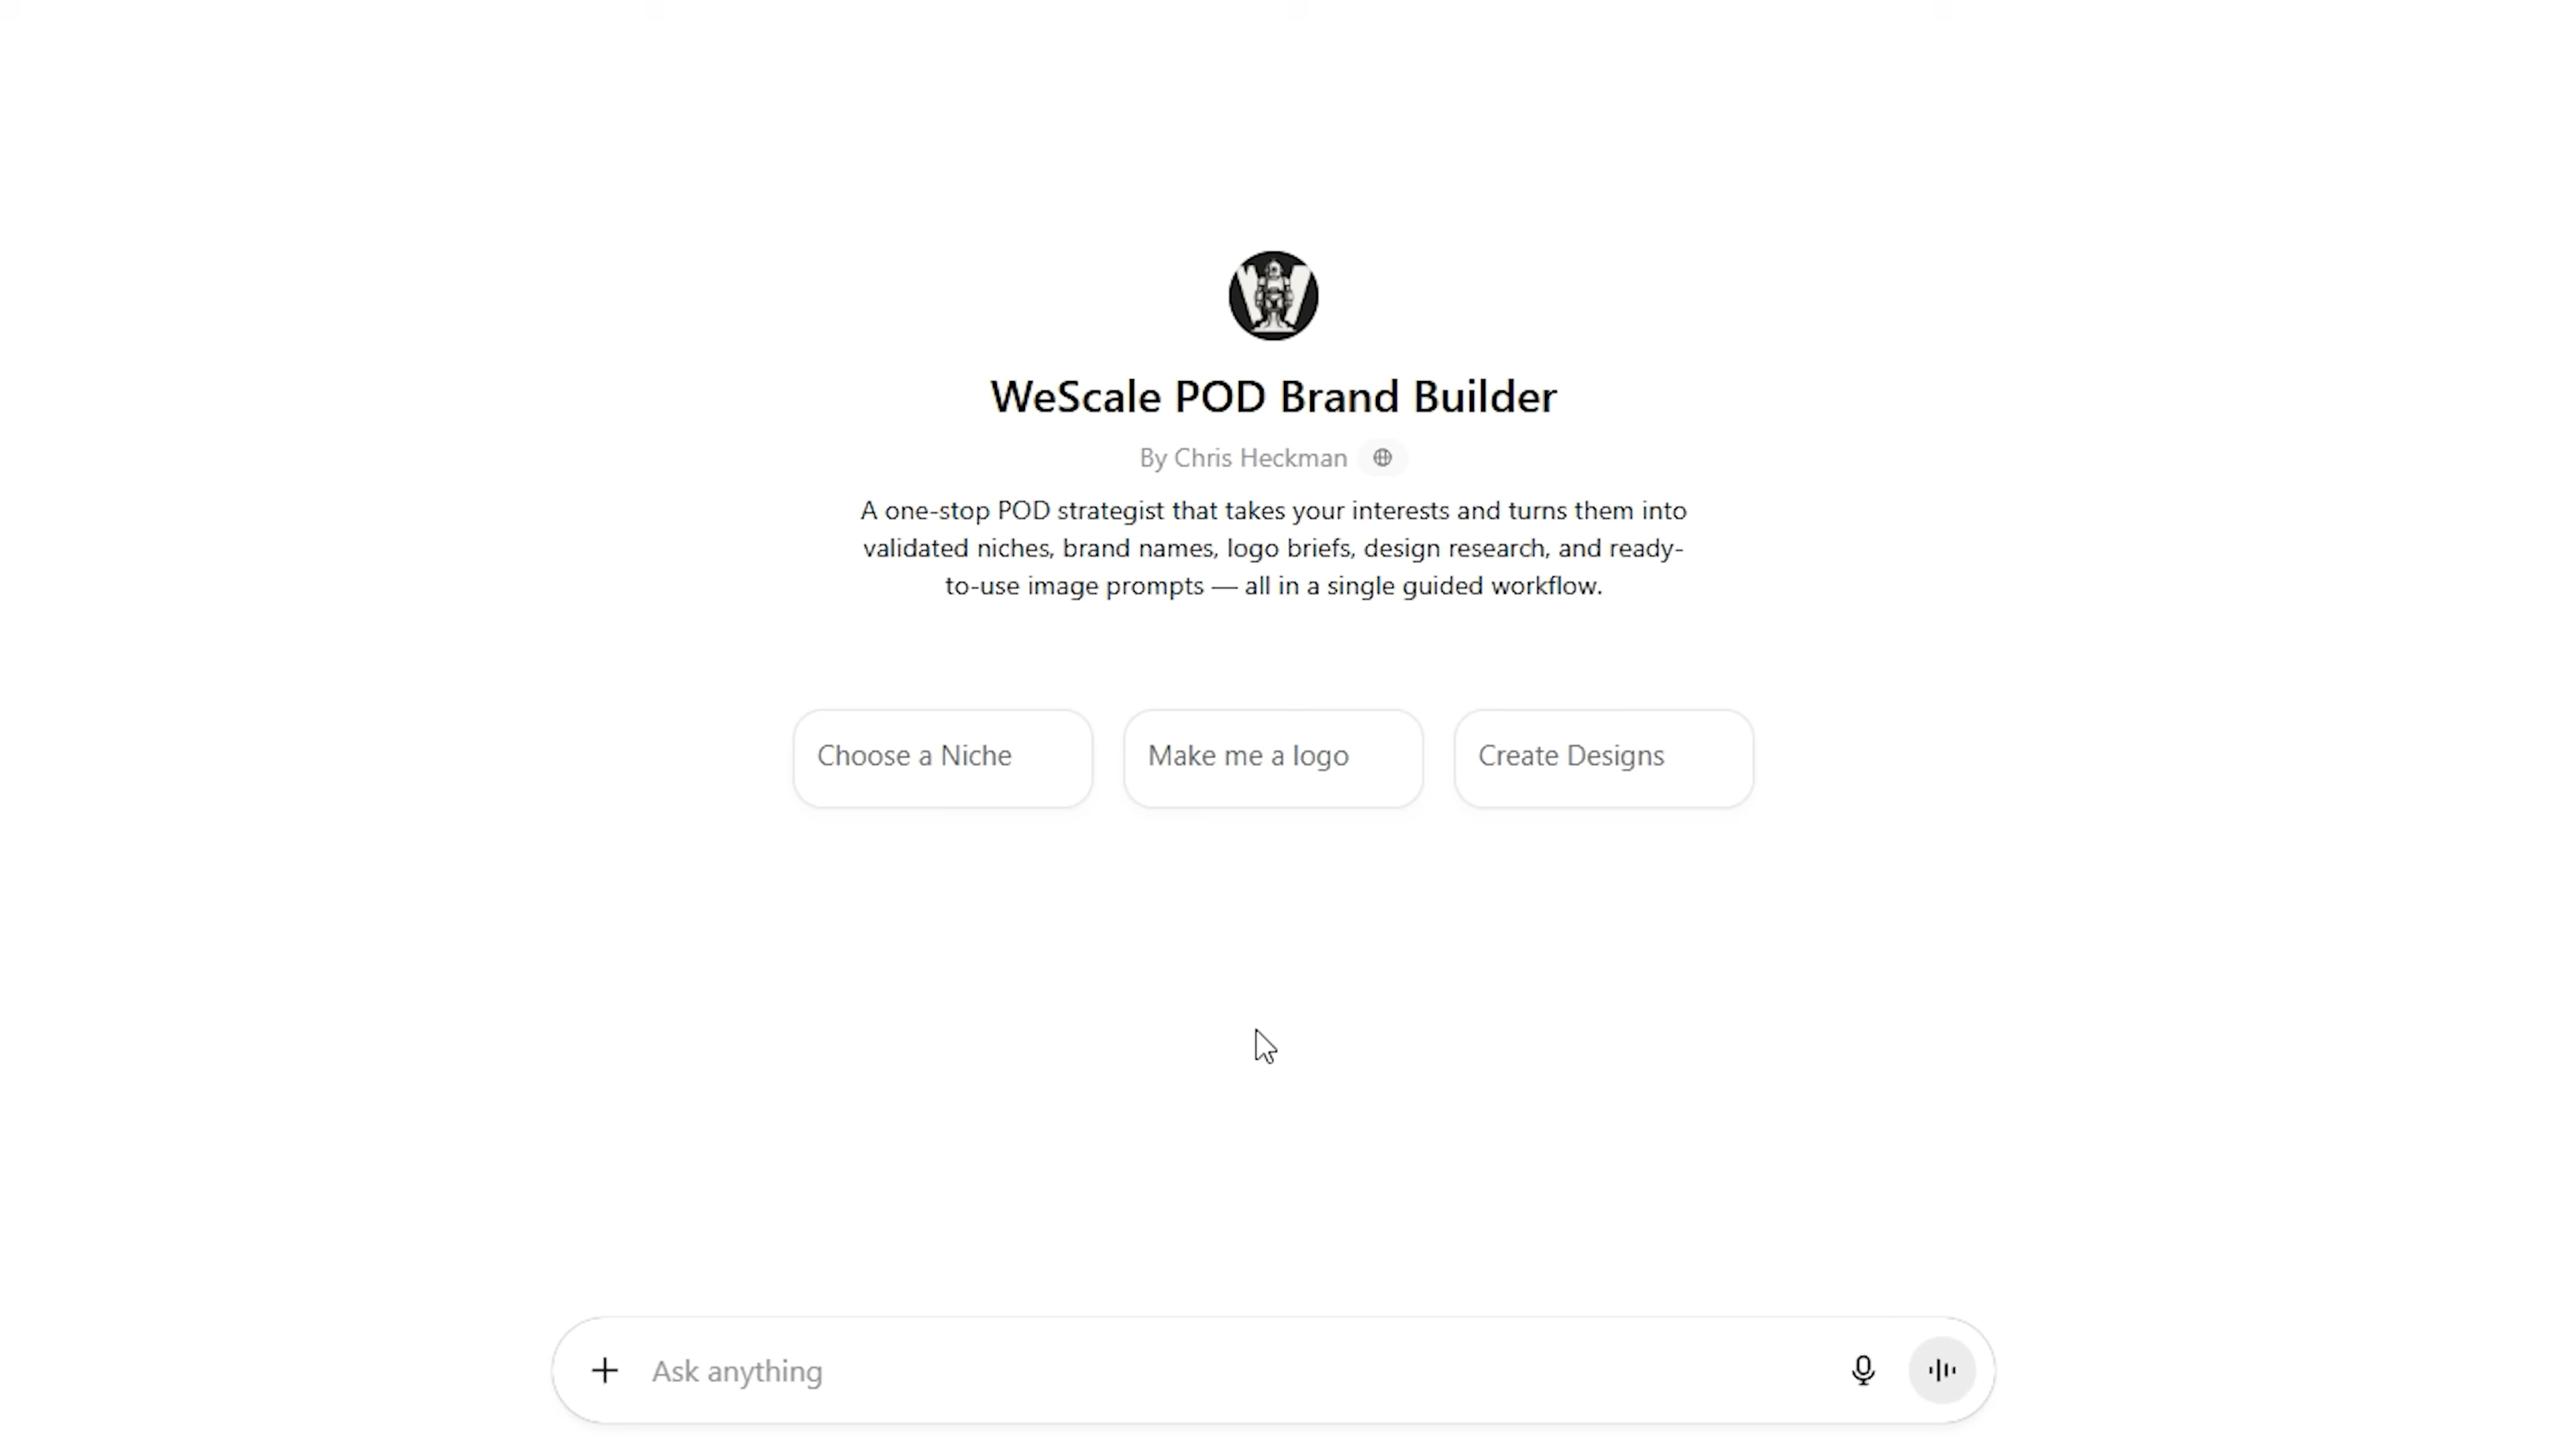 WeScale POD Brand Builder
By Chris Heckman
A one-stop POD strategist that takes your interests and turns them into
validated niches, brand names, logo briefs, design research, and ready-
to-use image prompts — all in a single guided workflow.
Choose a Niche
Make me a logo
Create Designs
Ask anything